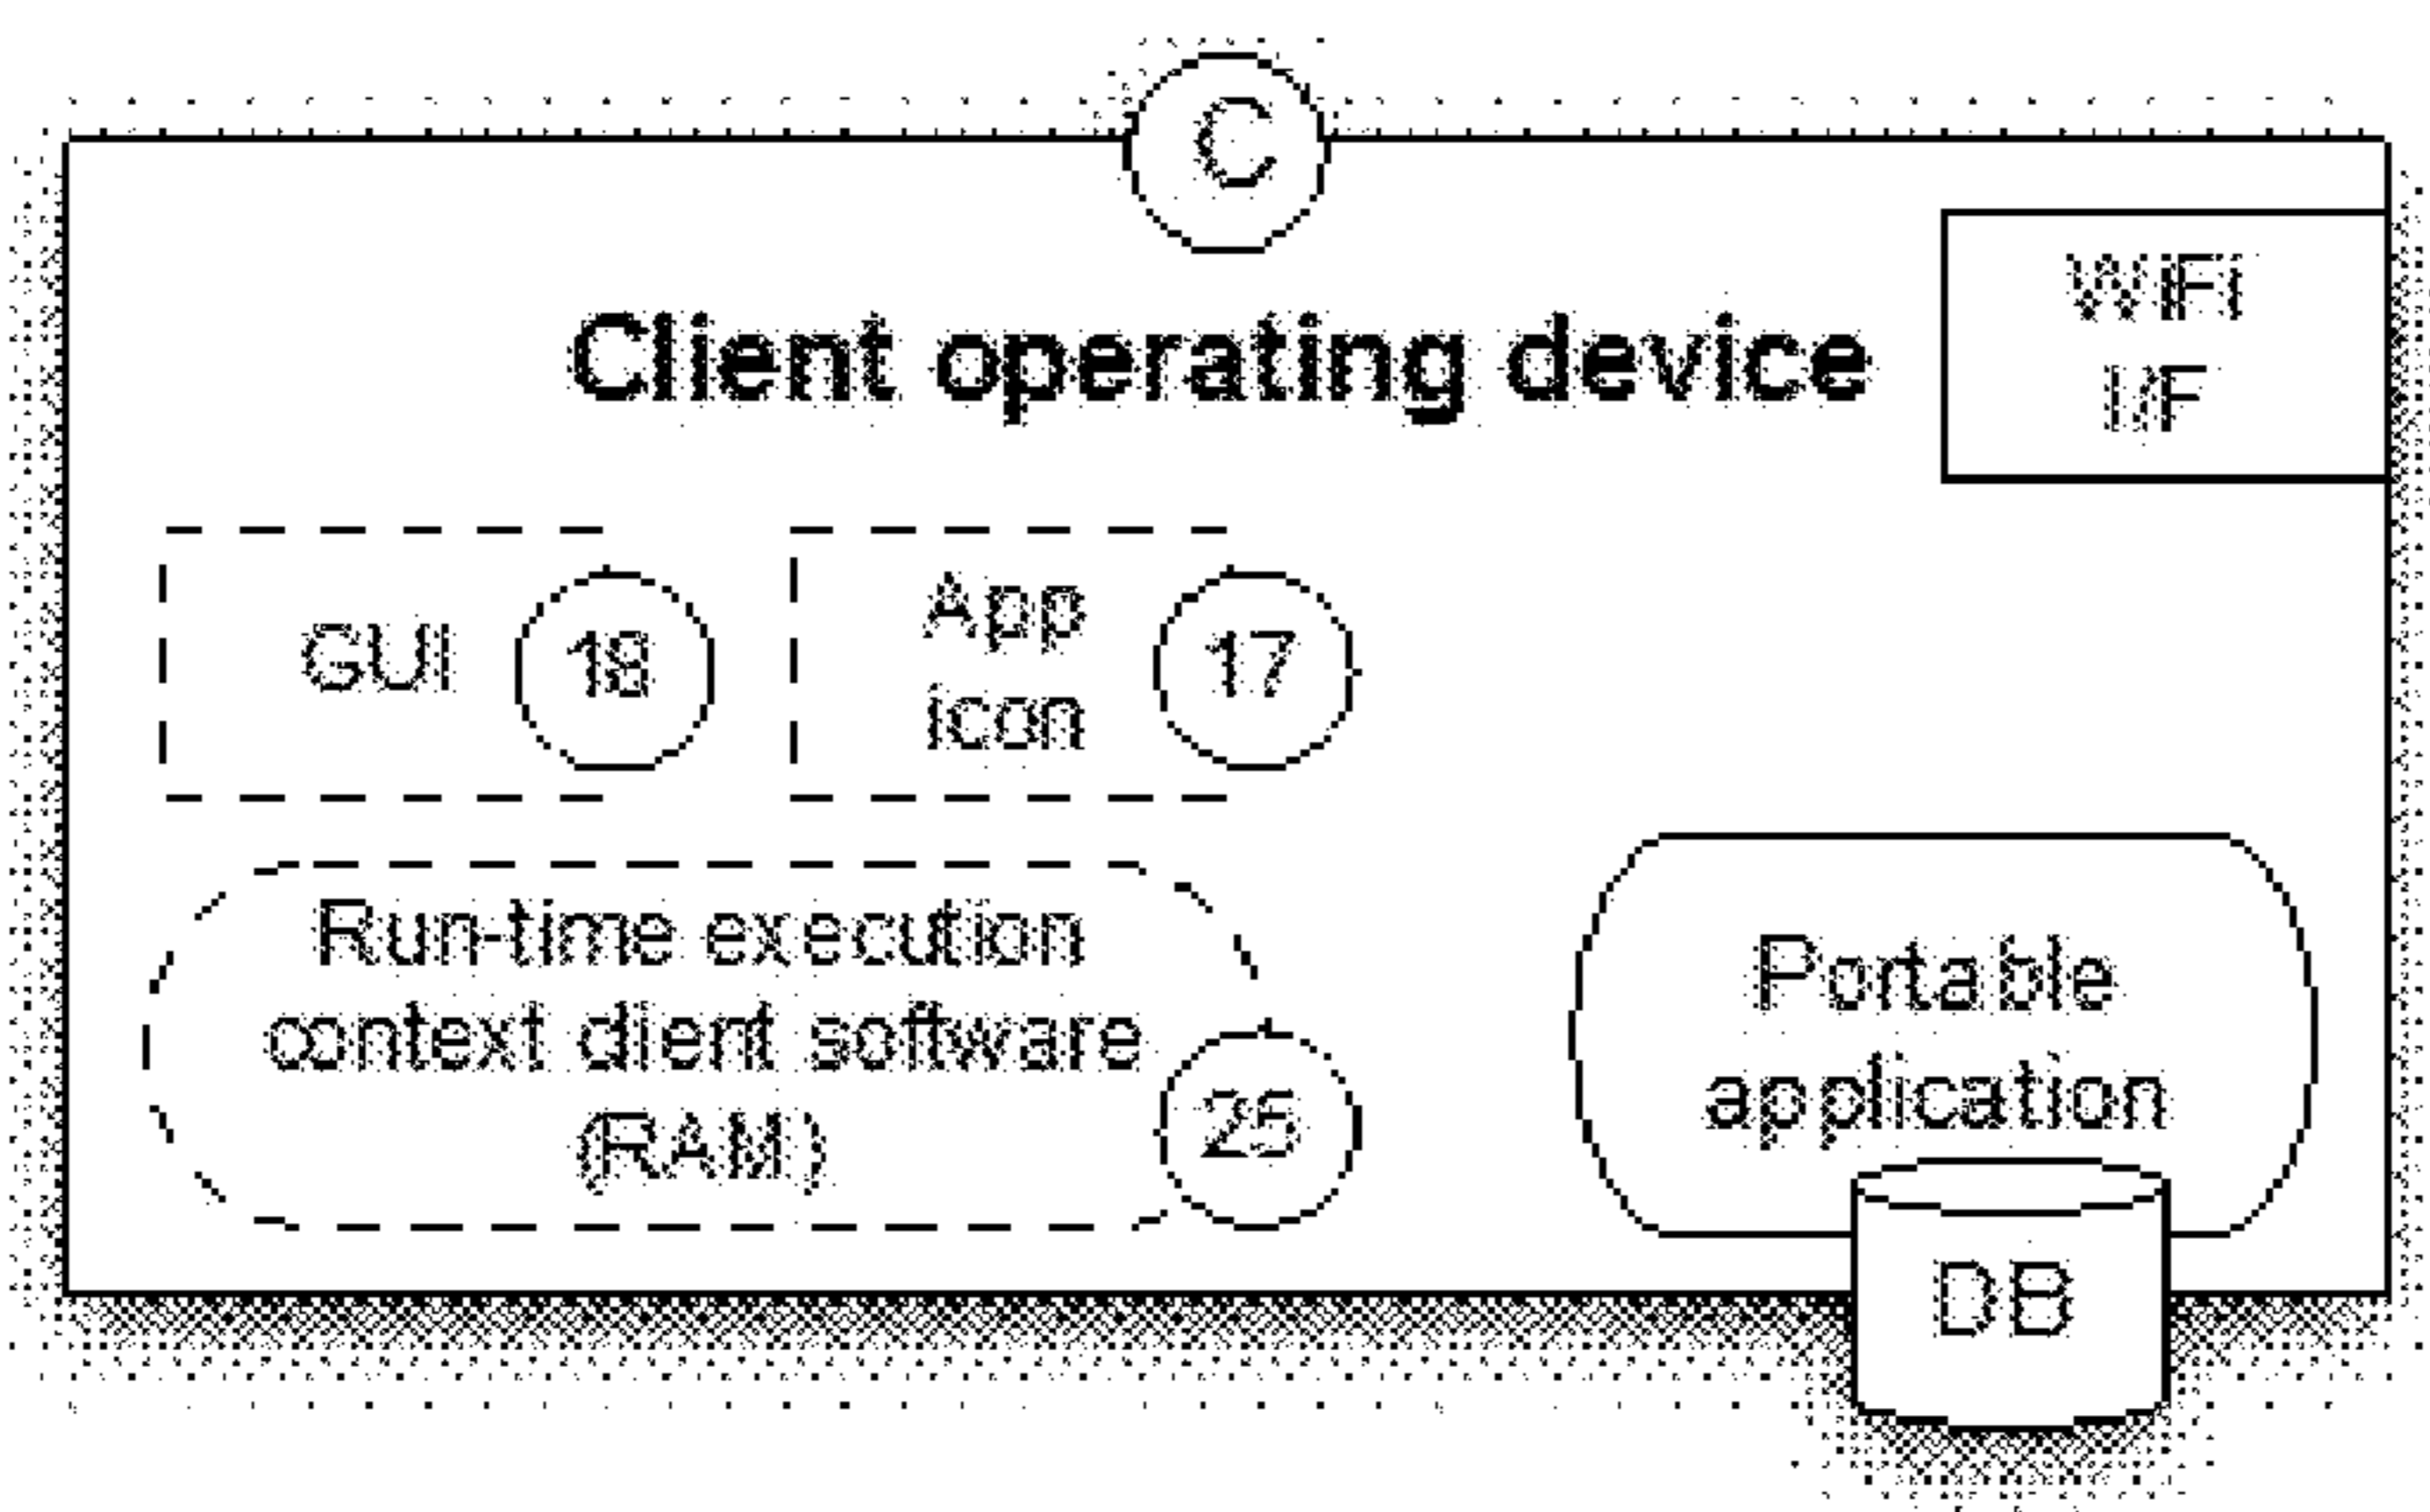 C
Client operating device
WIFI
I/F
GUI
18
App
icon
17
Run-time execution
context client software
(RAM)
25
Portable
application
DB